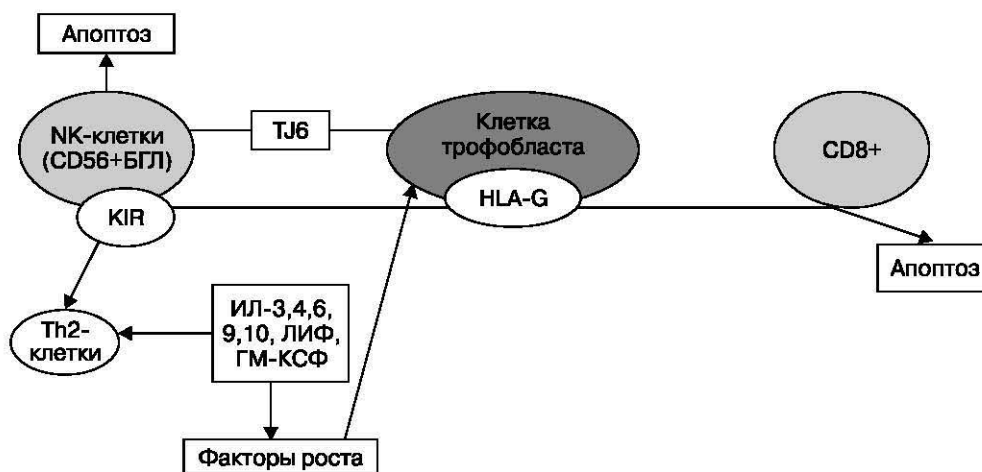 Апоптоз
NK-клетки
(CD56+БГЛ)
TJ6
Клетка
трофобласта
CD8+
KIR
HLA-G
Апоптоз
Th2-
клетки
ИЛ-3,4,6,
9,10, ЛИФ,
ГМ-КСФ
Факторы роста